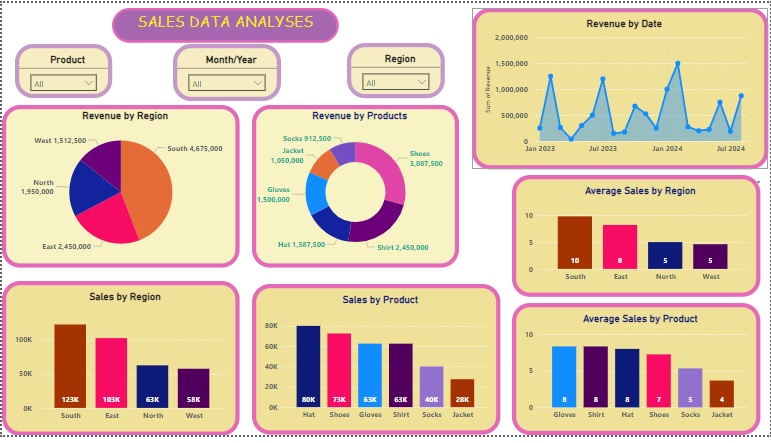 SALES DATA ANALYSES
Product
All
Month/Year
All
Region
All
Revenue by Date
Sum of Revenue
2,000,000
1,500,000
1,000,000
500,000
0
Jan 2023
Jul 2023
Jan 2024
Jul 2024
Revenue by Region
West 1,512,500
South 4,675,000
North
1,950,000
East 2,450,000
Revenue by Products
Socks 912,500
Jacket
1,050,000
Shoes
3,087,500
Gloves
1,500,000
Hat 1,587,500
Shirt 2,450,000
Average Sales by Region
10
5
0
10
8
5
5
South
East
North
West
Sales by Region
100K
50K
0K
123K
103K
63K
58K
South
East
North
West
Sales by Product
80K
60K
40K
20K
0K
80K
73K
63K
63K
40K
28K
Hat
Shoes
Gloves
Shirt
Socks
Jacket
Average Sales by Product
10
5
0
8
8
8
7
5
4
Gloves
Shirt
Hat
Shoes
Socks
Jacket